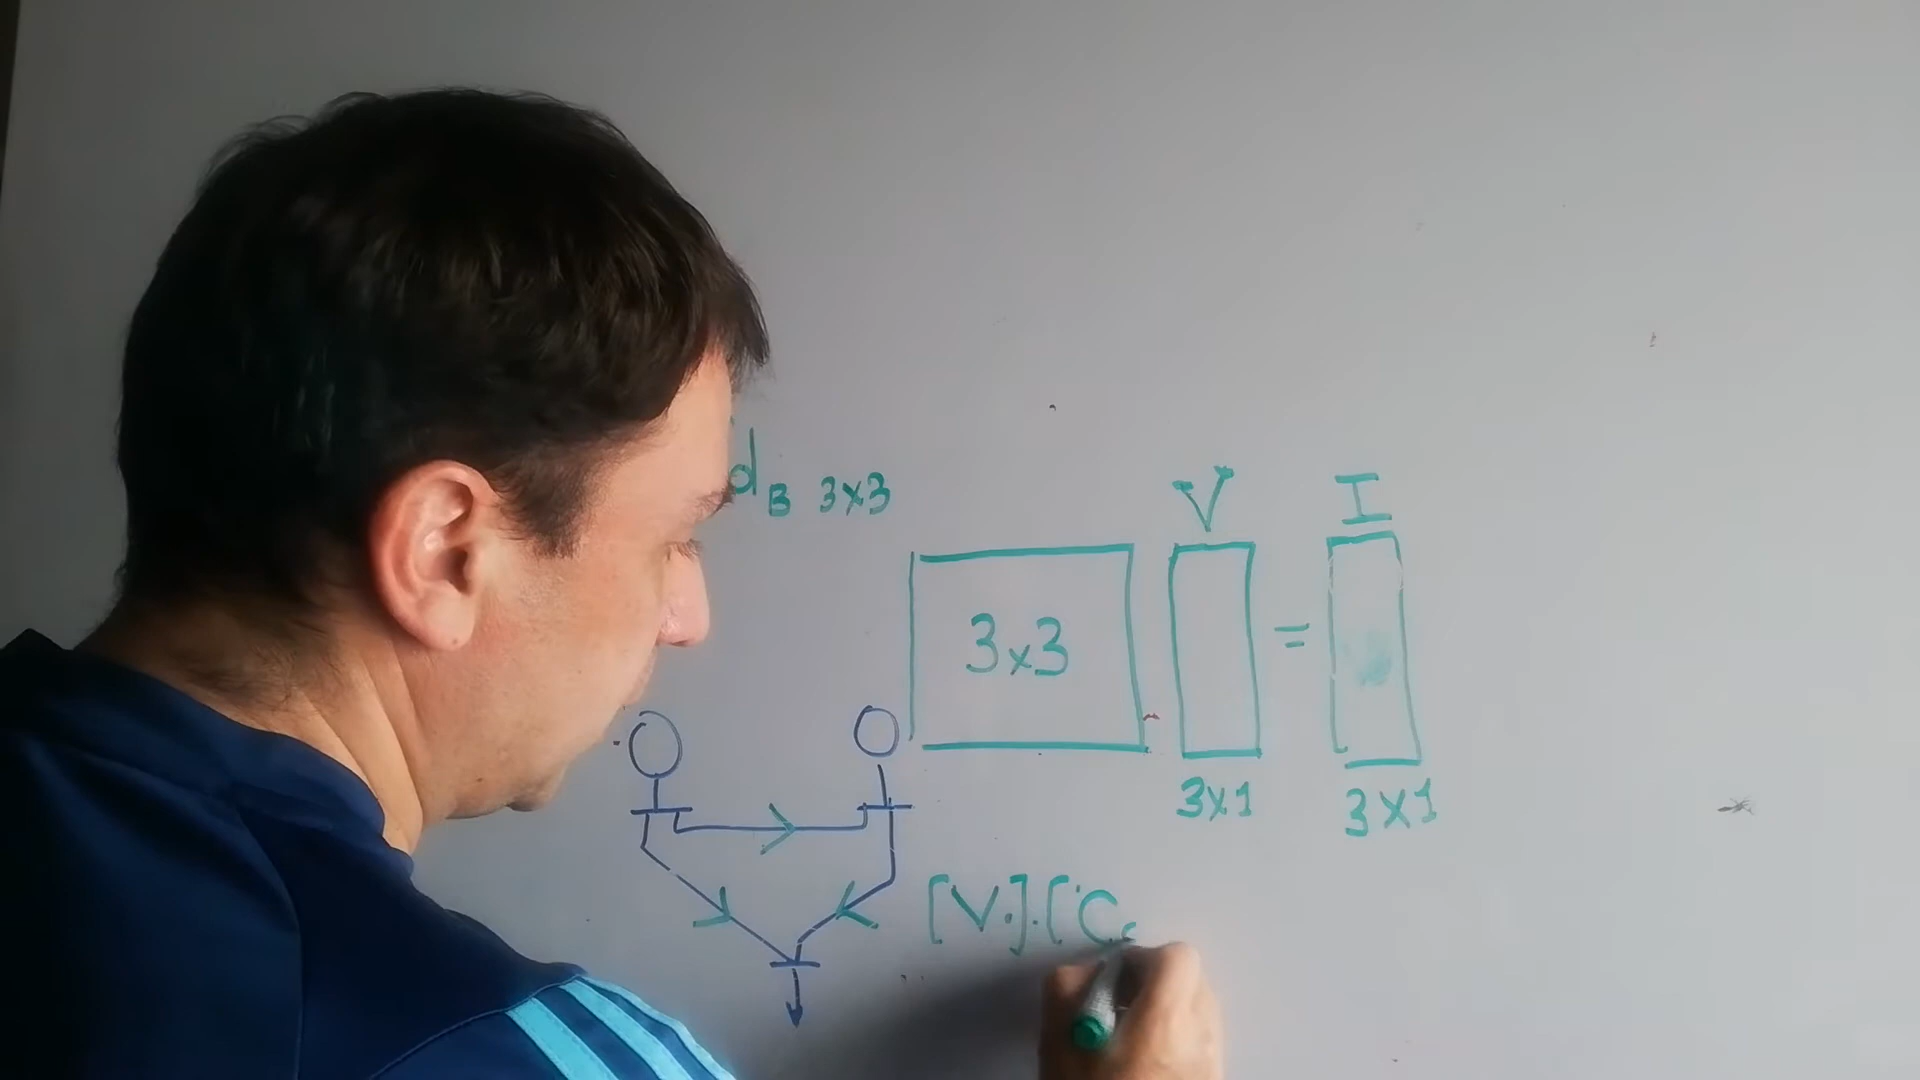 d_B 3x3
V I
3x3 =
3x1 3x1
[V.].[C